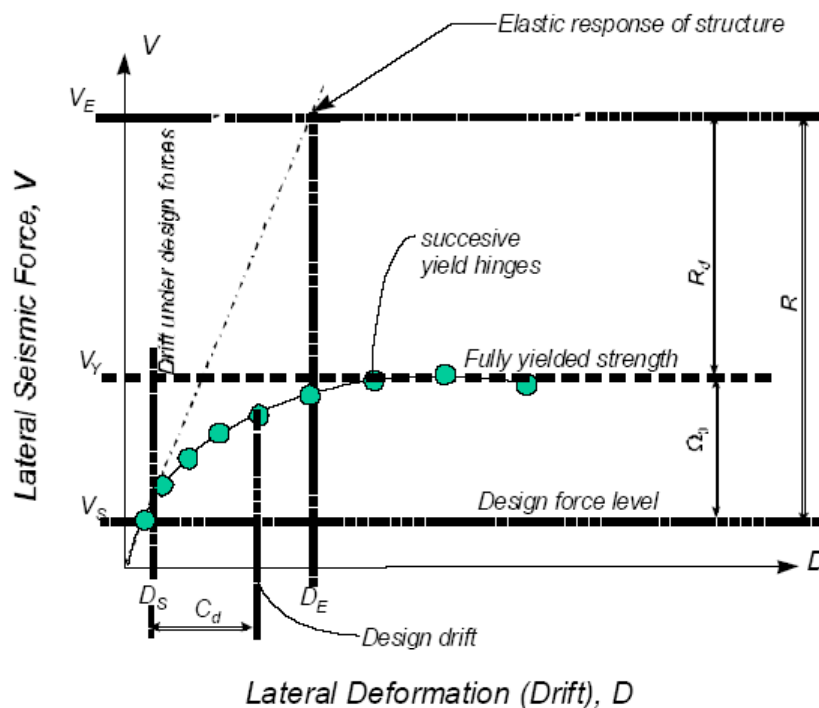 Elastic response of structure
V
V_E
Drift under design forces
Lateral Seismic Force, V
succesive
yield hinges
R_d
R
V_Y
Fully yielded strength
Ω_0
V_S
Design force level
D
D_S
C_d
D_E
Design drift
Lateral Deformation (Drift), D